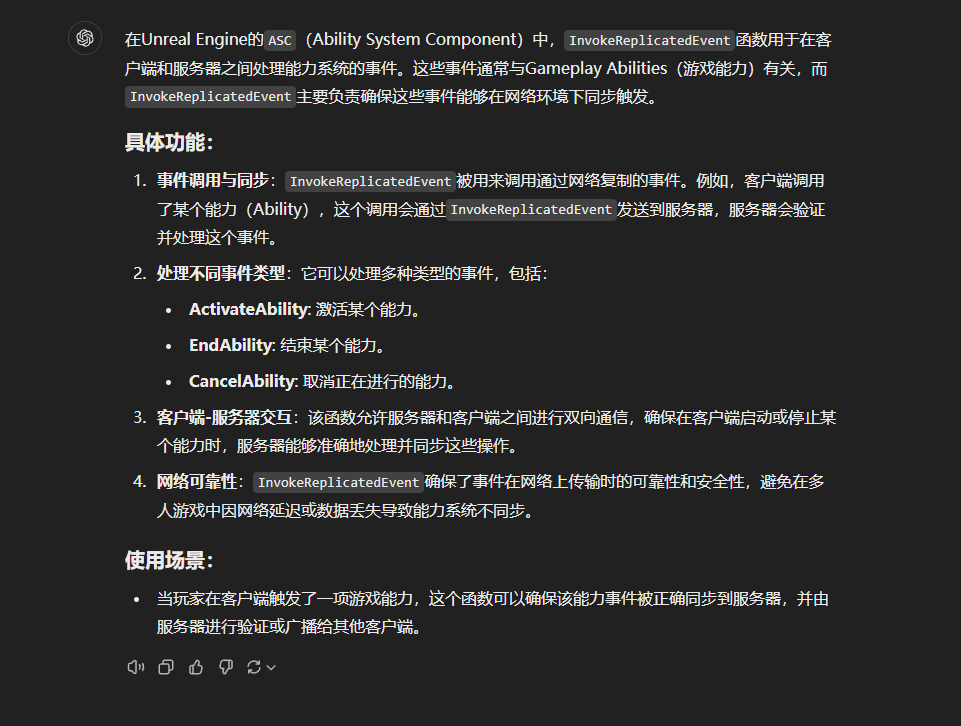 在Unreal Engine的ASC（Ability System Component）中，InvokeReplicatedEvent函数用于在客
户端和服务器之间处理能力系统的事件。这些事件通常与Gameplay Abilities（游戏能力）有关，而
InvokeReplicatedEvent主要负责确保这些事件能够在网络环境下同步触发。
具体功能：
1. 事件调用与同步：InvokeReplicatedEvent被用来调用通过网络复制的事件。例如，客户端调用
了某个能力（Ability），这个调用会通过InvokeReplicatedEvent发送到服务器，服务器会验证
并处理这个事件。
2. 处理不同事件类型：它可以处理多种类型的事件，包括：
• ActivateAbility: 激活某个能力。
• EndAbility: 结束某个能力。
• CancelAbility: 取消正在进行的能力。
3. 客户端-服务器交互：该函数允许服务器和客户端之间进行双向通信，确保在客户端启动或停止某
个能力时，服务器能够准确地处理并同步这些操作。
4. 网络可靠性：InvokeReplicatedEvent确保了事件在网络上传输时的可靠性和安全性，避免在多
人游戏中因网络延迟或数据丢失导致能力系统不同步。
使用场景：
• 当玩家在客户端触发了一项游戏能力，这个函数可以确保该能力事件被正确同步到服务器，并由
服务器进行验证或广播给其他客户端。